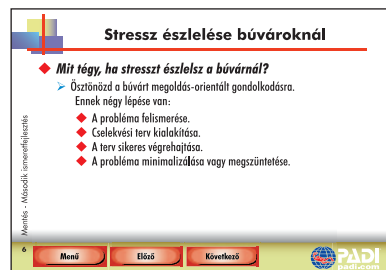 Stressz észlelése búvároknál
Mit tégy, ha stresszt észlelsz a búvárnál?
Ösztönözd a búvárt megoldás-orientált gondolkodásra.
Ennek négy lépése van:
A probléma felismerése.
Cselekvési terv kialakítása.
A terv sikeres végrehajtása.
A probléma minimalizálása vagy megszüntetése.
Mentés - Második ismeretfejlesztés
6
Menü
Előző
Következő
PADI
padi.com